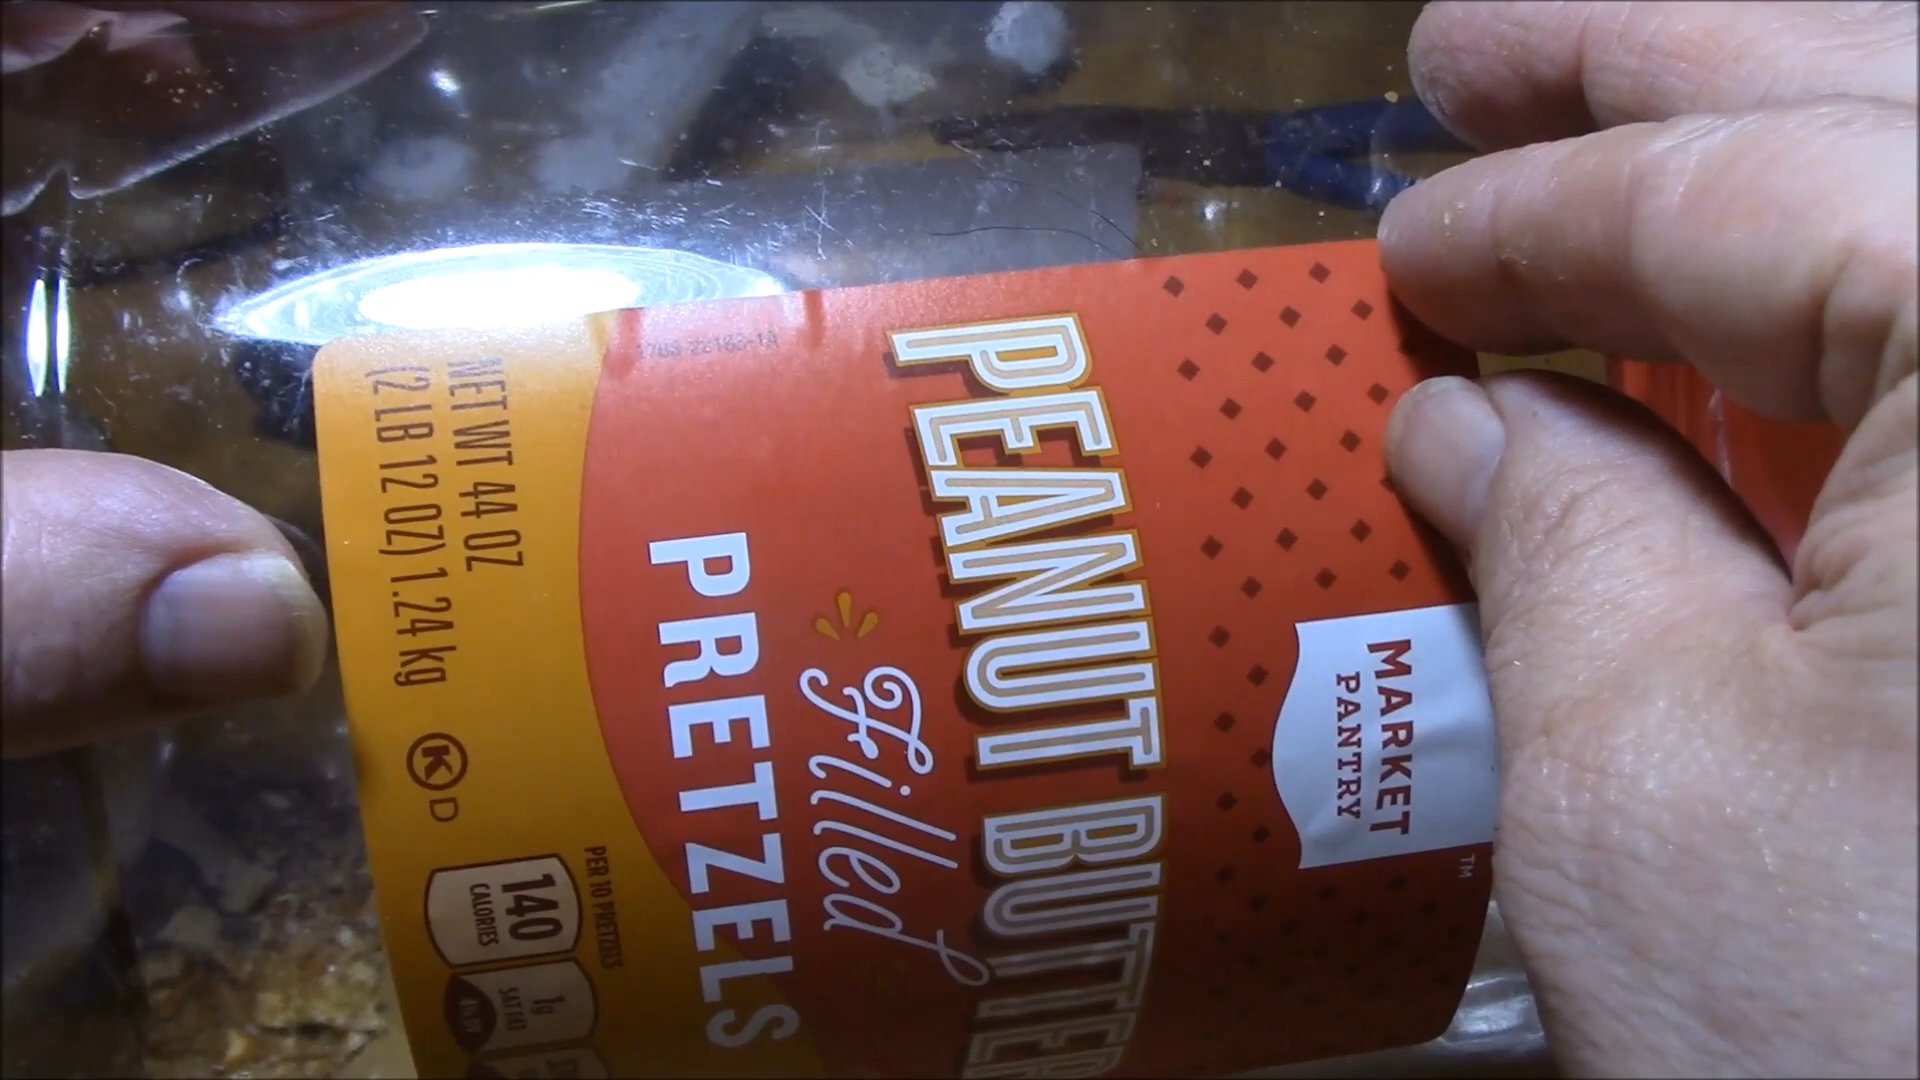 MARKET
PANTRY
TM
PEANUT BUTTER
Filled
PRETZELS
NET WT 44 OZ
(2 LB 12 OZ) 1.24 kg
K D
PER 10 PRETZELS
140
CALORIES
1g
SAT FAT